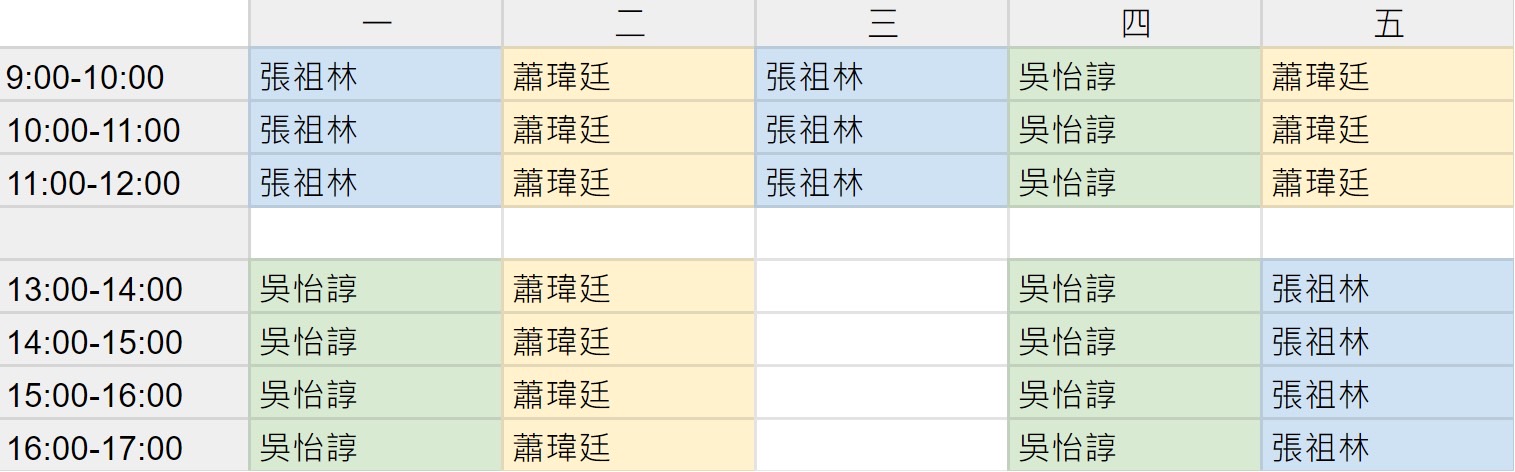 一 二 三 四 五
9:00-10:00 張祖林 蕭瑋廷 張祖林 吳怡諄 蕭瑋廷
10:00-11:00 張祖林 蕭瑋廷 張祖林 吳怡諄 蕭瑋廷
11:00-12:00 張祖林 蕭瑋廷 張祖林 吳怡諄 蕭瑋廷
13:00-14:00 吳怡諄 蕭瑋廷 吳怡諄 張祖林
14:00-15:00 吳怡諄 蕭瑋廷 吳怡諄 張祖林
15:00-16:00 吳怡諄 蕭瑋廷 吳怡諄 張祖林
16:00-17:00 吳怡諄 蕭瑋廷 吳怡諄 張祖林